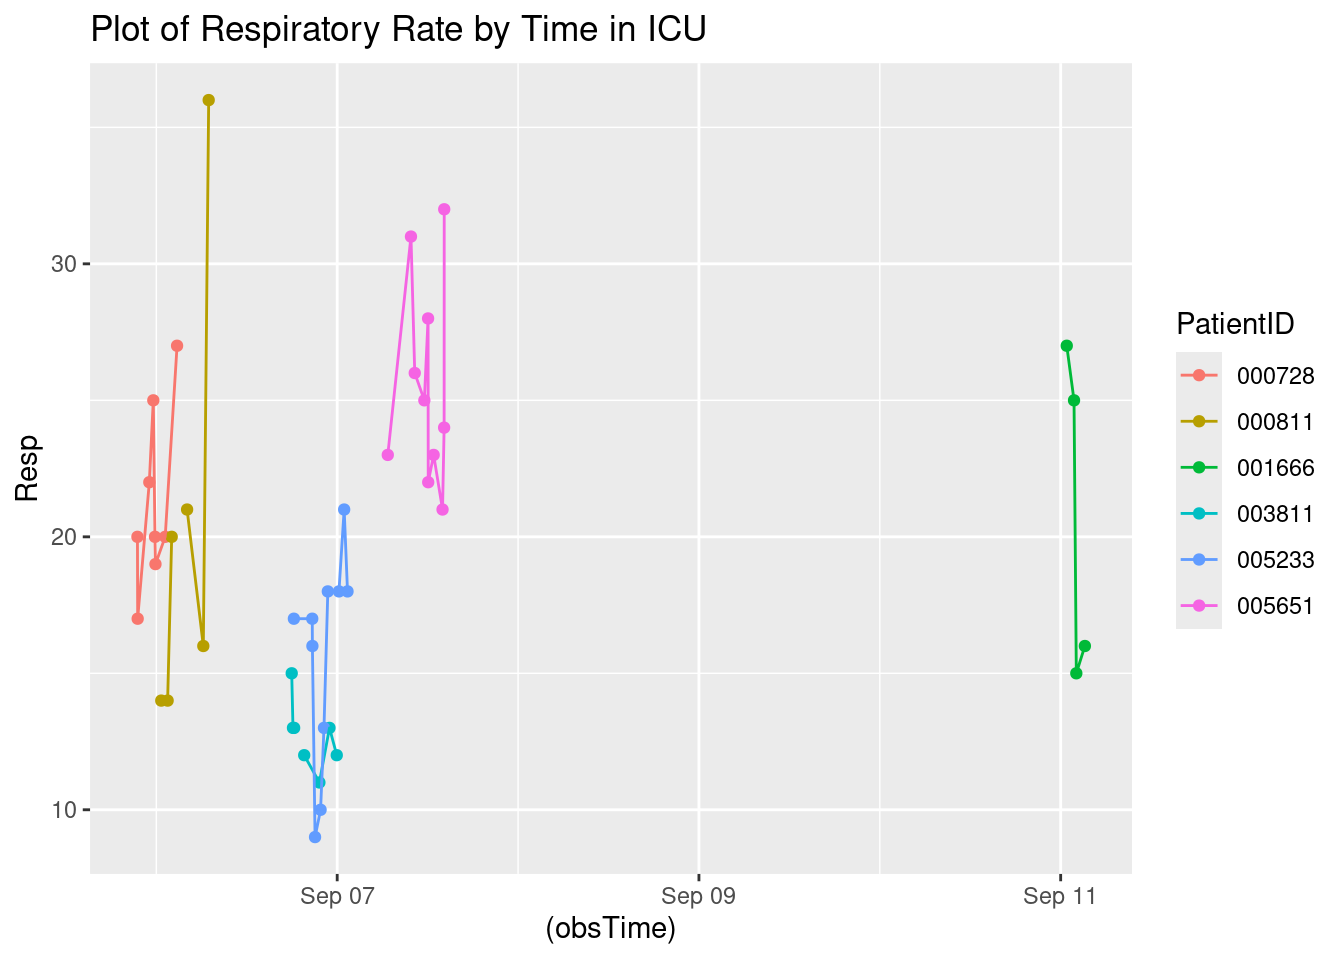 Plot of Respiratory Rate by Time in ICU
Resp
30
20
10
Sep 07
Sep 09
Sep 11
(obsTime)
PatientID
000728
000811
001666
003811
005233
005651